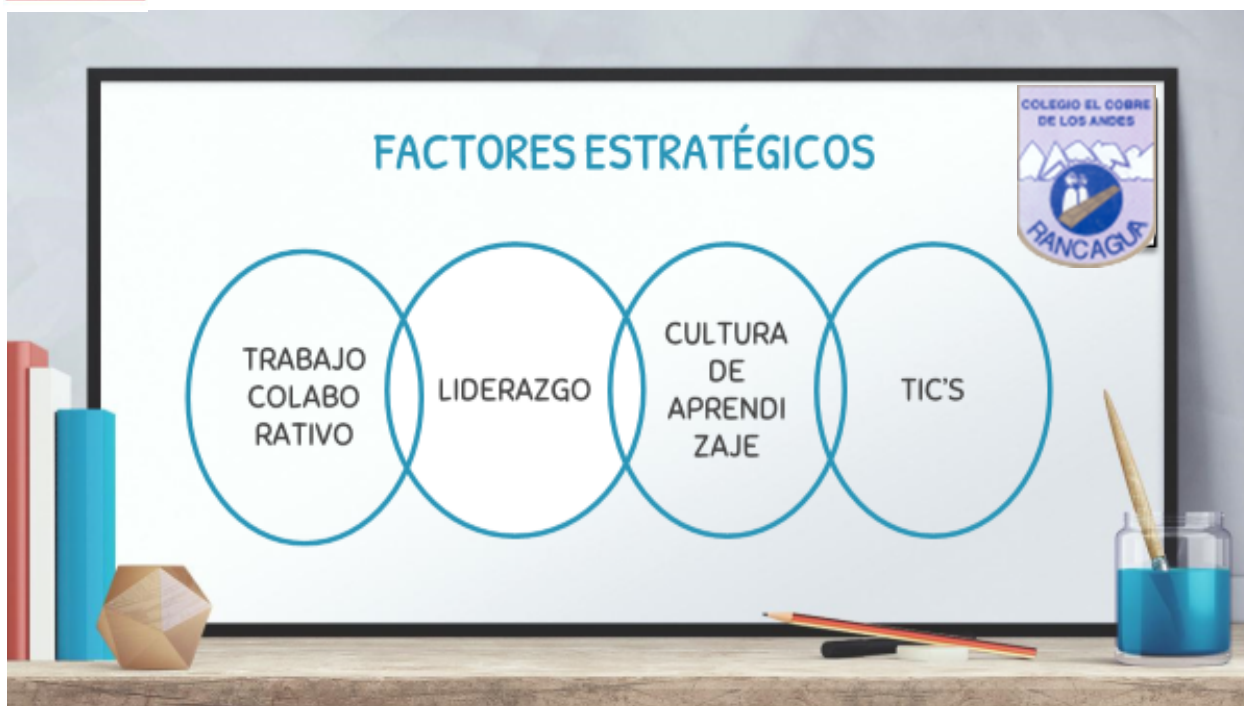 COLEGIO EL COBRE
DE LOS ANDES
FACTORES ESTRATÉGICOS
RANCAGUA
TRABAJO
COLABO
RATIVO
LIDERAZGO
CULTURA
DE
APRENDI
ZAJE
TIC'S